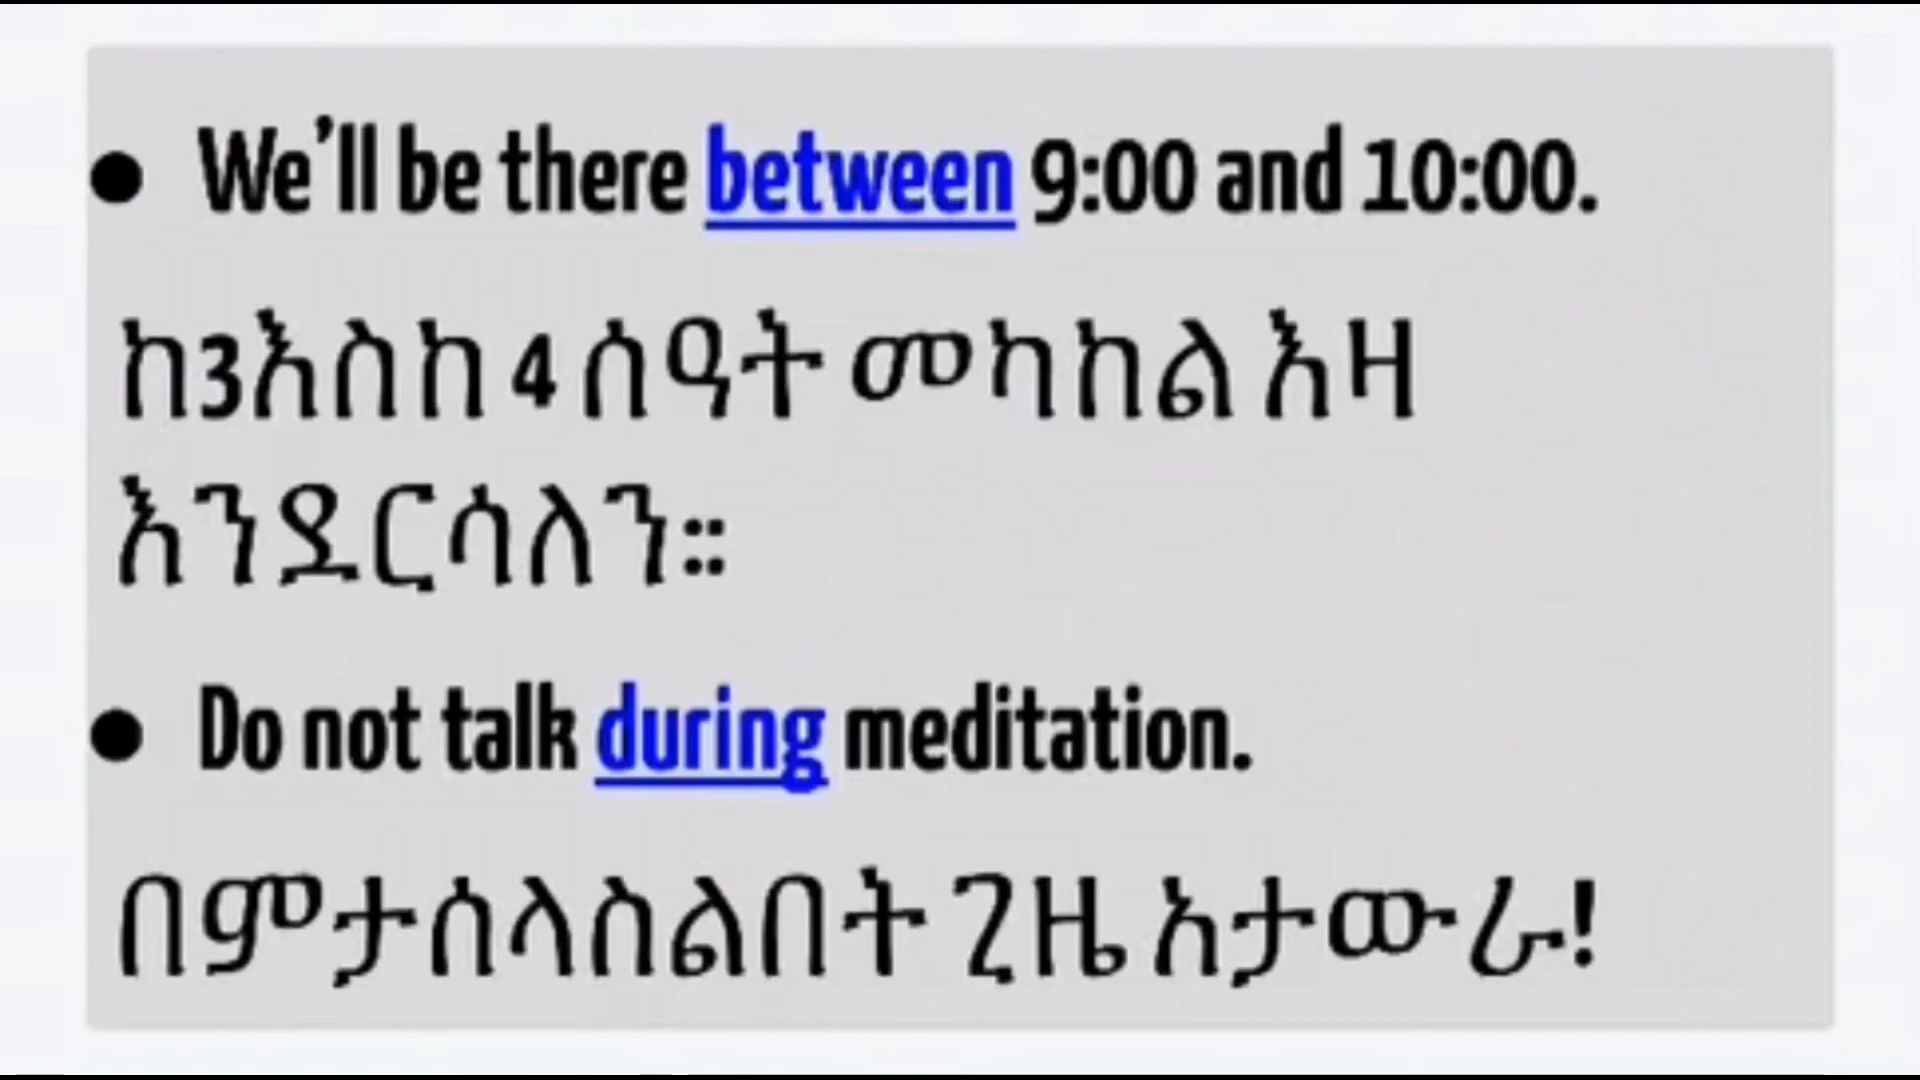 ● We’ll be there between 9:00 and 10:00.
ከ3እስከ 4 ሰዓት መካከል እዛ
እንደርሳለን።
● Do not talk during meditation.
በምታሰላስልበት ጊዜ አታውራ!